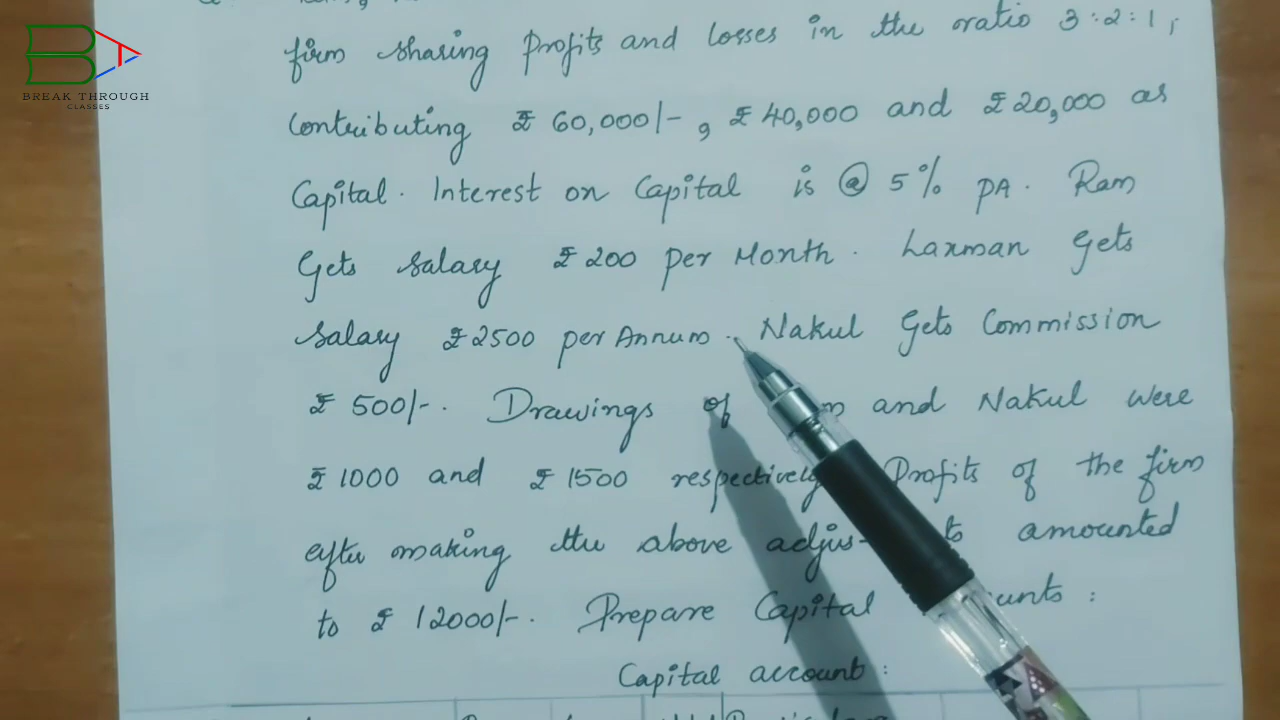 BREAK THROUGH
CLASSES
firm sharing Profits and losses in the ratio 3:2:1;
Contributing ₹ 60,000/-, ₹ 40,000 and ₹ 20,000 as
Capital. Interest on Capital is @ 5% PA. Ram
Gets salary ₹ 200 per Month. Laxman Gets
salary ₹ 2500 per Annum. Nakul Gets Commission
₹ 500/-. Drawings of and Nakul were
₹ 1000 and ₹ 1500 respectively Profits of the firm
after making the above adjus- amounted
to ₹ 12000/-. Prepare Capital unts:
Capital account: